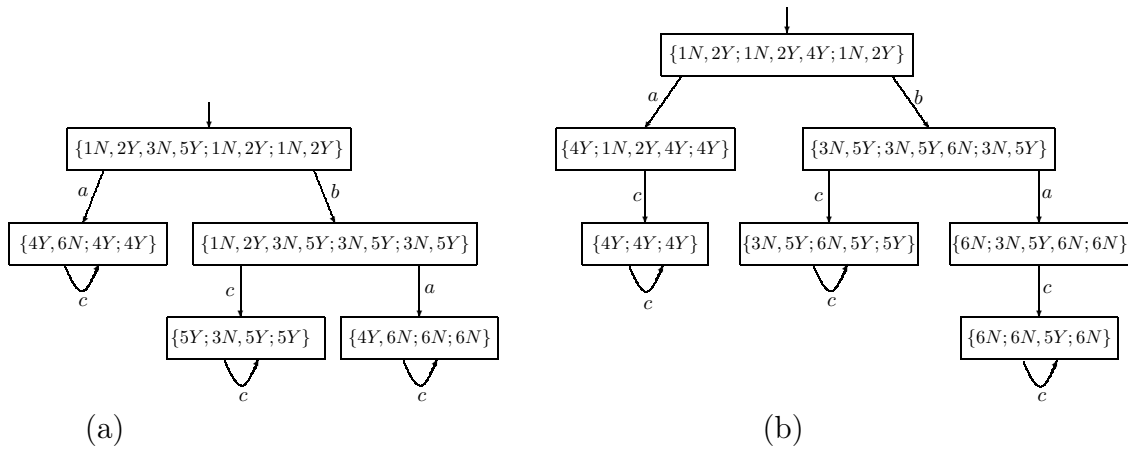 {1N, 2Y, 3N, 5Y; 1N, 2Y; 1N, 2Y}
a
b
{4Y, 6N; 4Y; 4Y}
{1N, 2Y, 3N, 5Y; 3N, 5Y; 3N, 5Y}
c
c
a
{5Y; 3N, 5Y; 5Y}
{4Y, 6N; 6N; 6N}
c
c
(a)
{1N, 2Y; 1N, 2Y, 4Y; 1N, 2Y}
a
b
{4Y; 1N, 2Y, 4Y; 4Y}
{3N, 5Y; 3N, 5Y, 6N; 3N, 5Y}
c
c
a
{4Y; 4Y; 4Y}
{3N, 5Y; 6N, 5Y; 5Y}
{6N; 3N, 5Y, 6N; 6N}
c
c
c
{6N; 6N, 5Y; 6N}
c
(b)